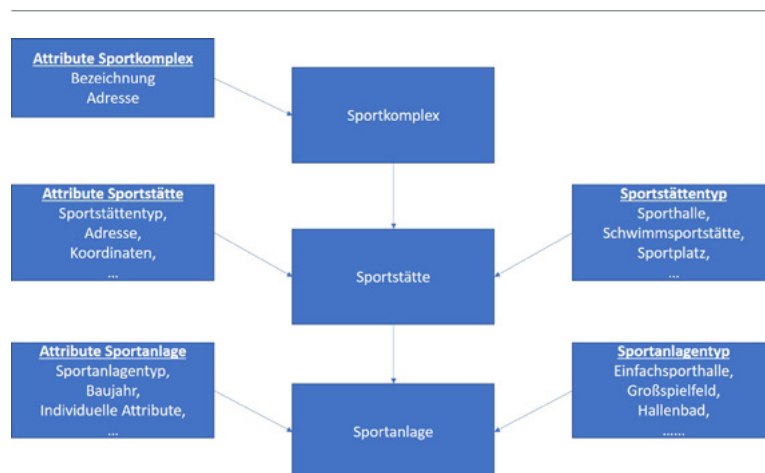 Attribute Sportkomplex
Bezeichnung
Adresse
Sportkomplex
Attribute Sportstätte
Sportstättentyp,
Adresse,
Koordinaten,
...
Sportstätte
Sportstättentyp
Sporthalle,
Schwimmsportstätte,
Sportplatz,
...
Attribute Sportanlage
Sportanlagentyp,
Baujahr,
Individuelle Attribute,
...
Sportanlage
Sportanlagentyp
Einfachsporthalle,
Großspielfeld,
Hallenbad,
......